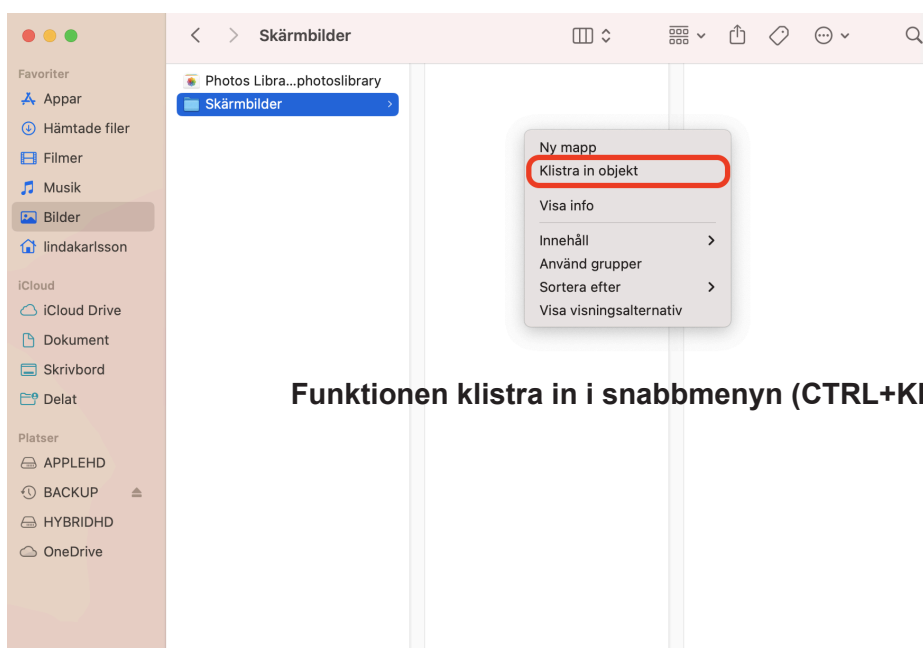 Skärmbilder
Favoriter
Appar
Hämtade filer
Filmer
Musik
Bilder
lindakarlsson
iCloud
iCloud Drive
Dokument
Skrivbord
Delat
Platser
APPLEHD
BACKUP
HYBRIDHD
OneDrive
Photos Libra...photoslibrary
Skärmbilder
Ny mapp
Klistra in objekt
Visa info
Innehåll
Använd grupper
Sortera efter
Visa visningsalternativ
Funktionen klistra in i snabbmenyn (CTRL+